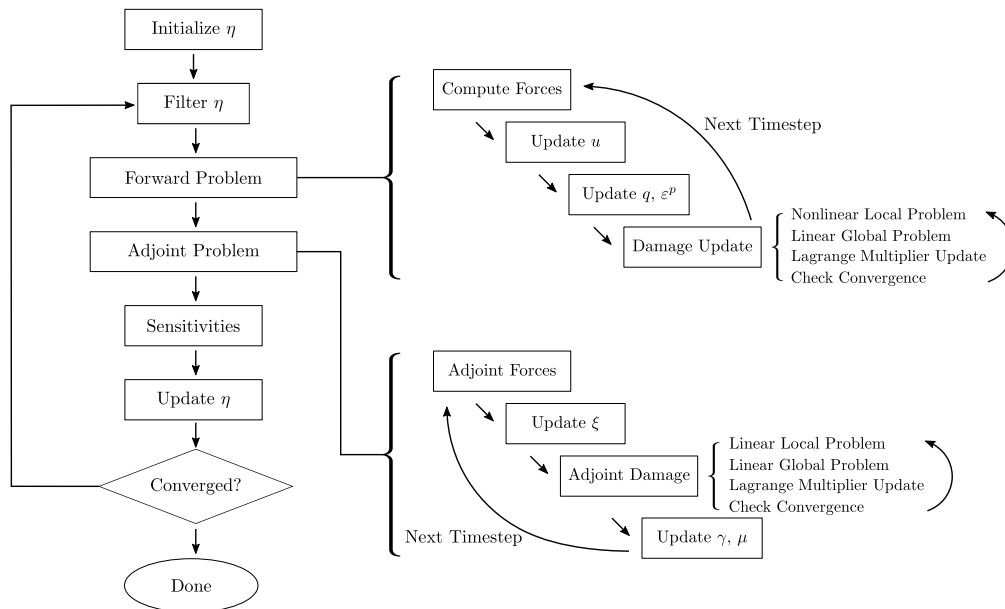 Initialize η
Filter η
Forward Problem
Adjoint Problem
Sensitivities
Update η
Converged?
Done
Compute Forces
Next Timestep
Update u
Update q, εᵖ
Damage Update
Nonlinear Local Problem
Linear Global Problem
Lagrange Multiplier Update
Check Convergence
Adjoint Forces
Update ξ
Adjoint Damage
Linear Local Problem
Linear Global Problem
Lagrange Multiplier Update
Check Convergence
Next Timestep
Update γ, μ